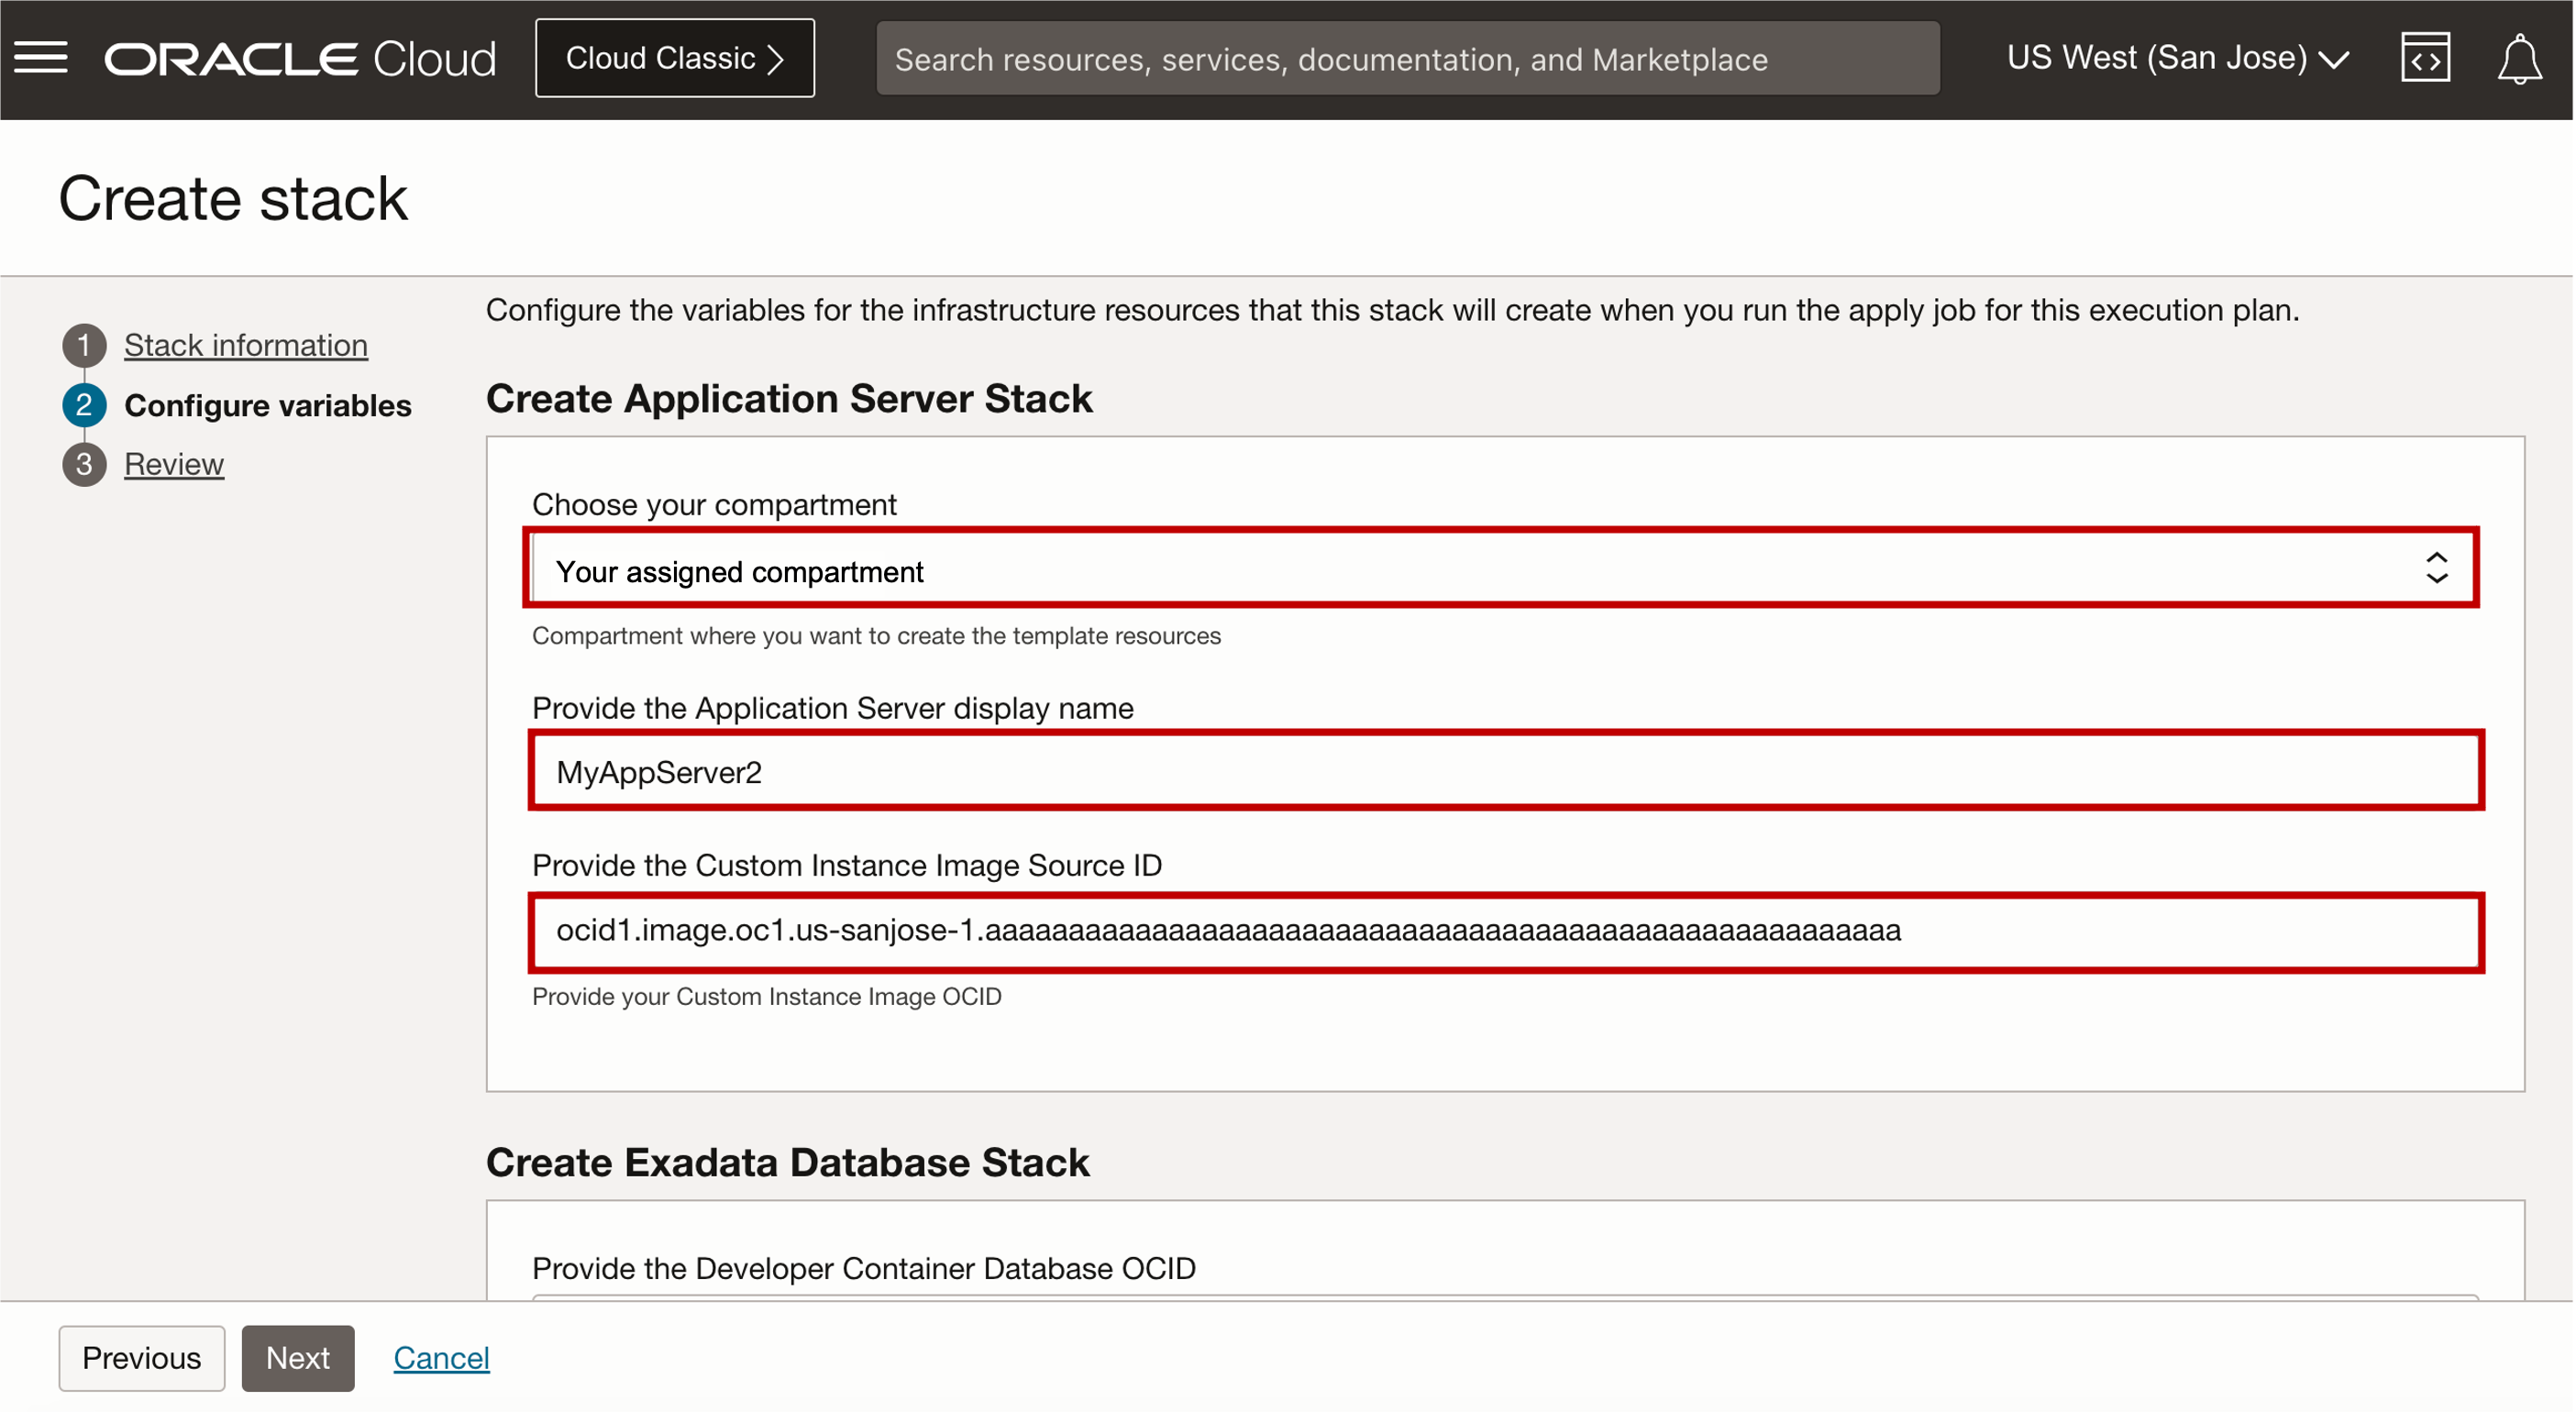 ORACLE Cloud
Cloud Classic
Search resources, services, documentation, and Marketplace
US West (San Jose)
Create stack
1 Stack information
2 Configure variables
3 Review
Configure the variables for the infrastructure resources that this stack will create when you run the apply job for this execution plan.
Create Application Server Stack
Choose your compartment
Your assigned compartment
Compartment where you want to create the template resources
Provide the Application Server display name
MyAppServer2
Provide the Custom Instance Image Source ID
ocid1.image.oc1.us-sanjose-1.aaaaaaaaaaaaaaaaaaaaaaaaaaaaaaaaaaaaaaaaaaaaaaaaaaaaaaa
Provide your Custom Instance Image OCID
Create Exadata Database Stack
Provide the Developer Container Database OCID
Previous
Next
Cancel